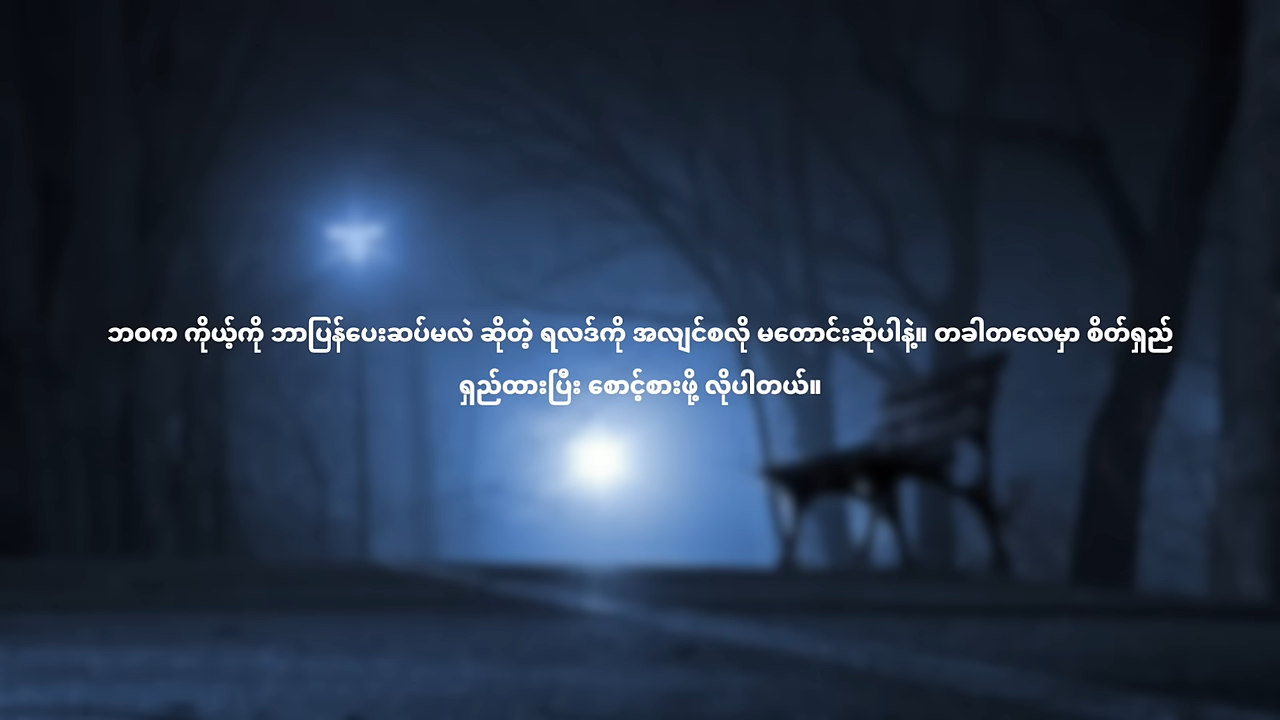 ဘဝက ကိုယ့်ကို ဘာပြန်ပေးဆပ်မလဲ ဆိုတဲ့ ရလဒ်ကို အလျင်စလို မတောင်းဆိုပါနဲ့။ တခါတလေမှာ စိတ်ရှည်
ရှည်ထားပြီး စောင့်စားဖို့ လိုပါတယ်။